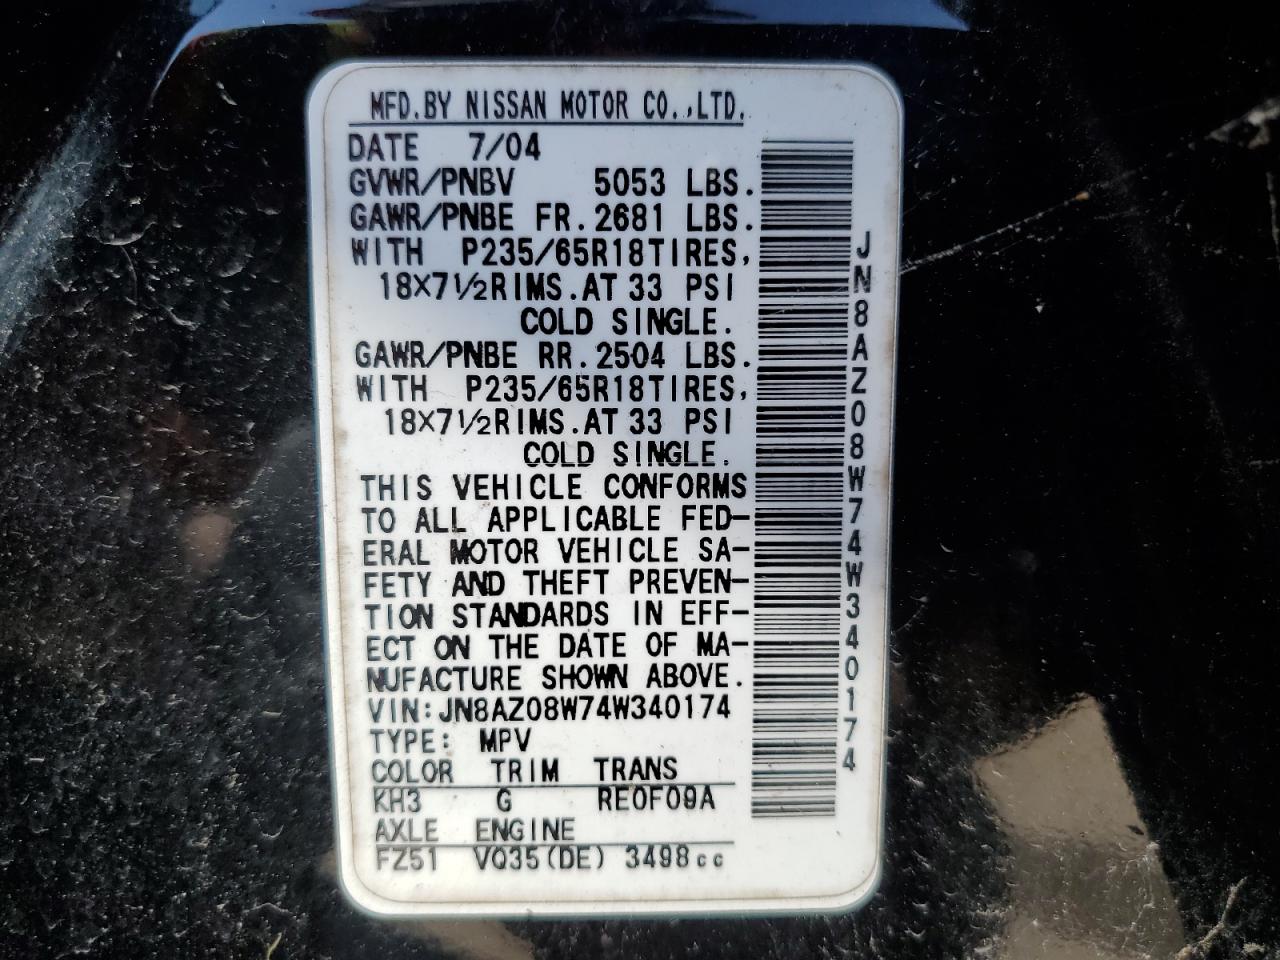 MFD.BY NISSAN MOTOR CO.,LTD.
DATE 7/04
GVWR/PNBV 5053 LBS.
GAWR/PNBE FR.2681 LBS.
WITH P235/65R18TIRES,
18X7½RIMS.AT 33 PSI
COLD SINGLE.
GAWR/PNBE RR.2504 LBS.
WITH P235/65R18TIRES,
18X7½RIMS.AT 33 PSI
COLD SINGLE.
THIS VEHICLE CONFORMS
TO ALL APPLICABLE FED-
ERAL MOTOR VEHICLE SA-
FETY AND THEFT PREVEN-
TION STANDARDS IN EFF-
ECT ON THE DATE OF MA-
NUFACTURE SHOWN ABOVE.
VIN:JN8AZ08W74W340174
TYPE: MPV
COLOR TRIM TRANS
KH3 G RE0F09A
AXLE ENGINE
FZ51 VQ35(DE) 3498cc
JN8AZ08W74W340174